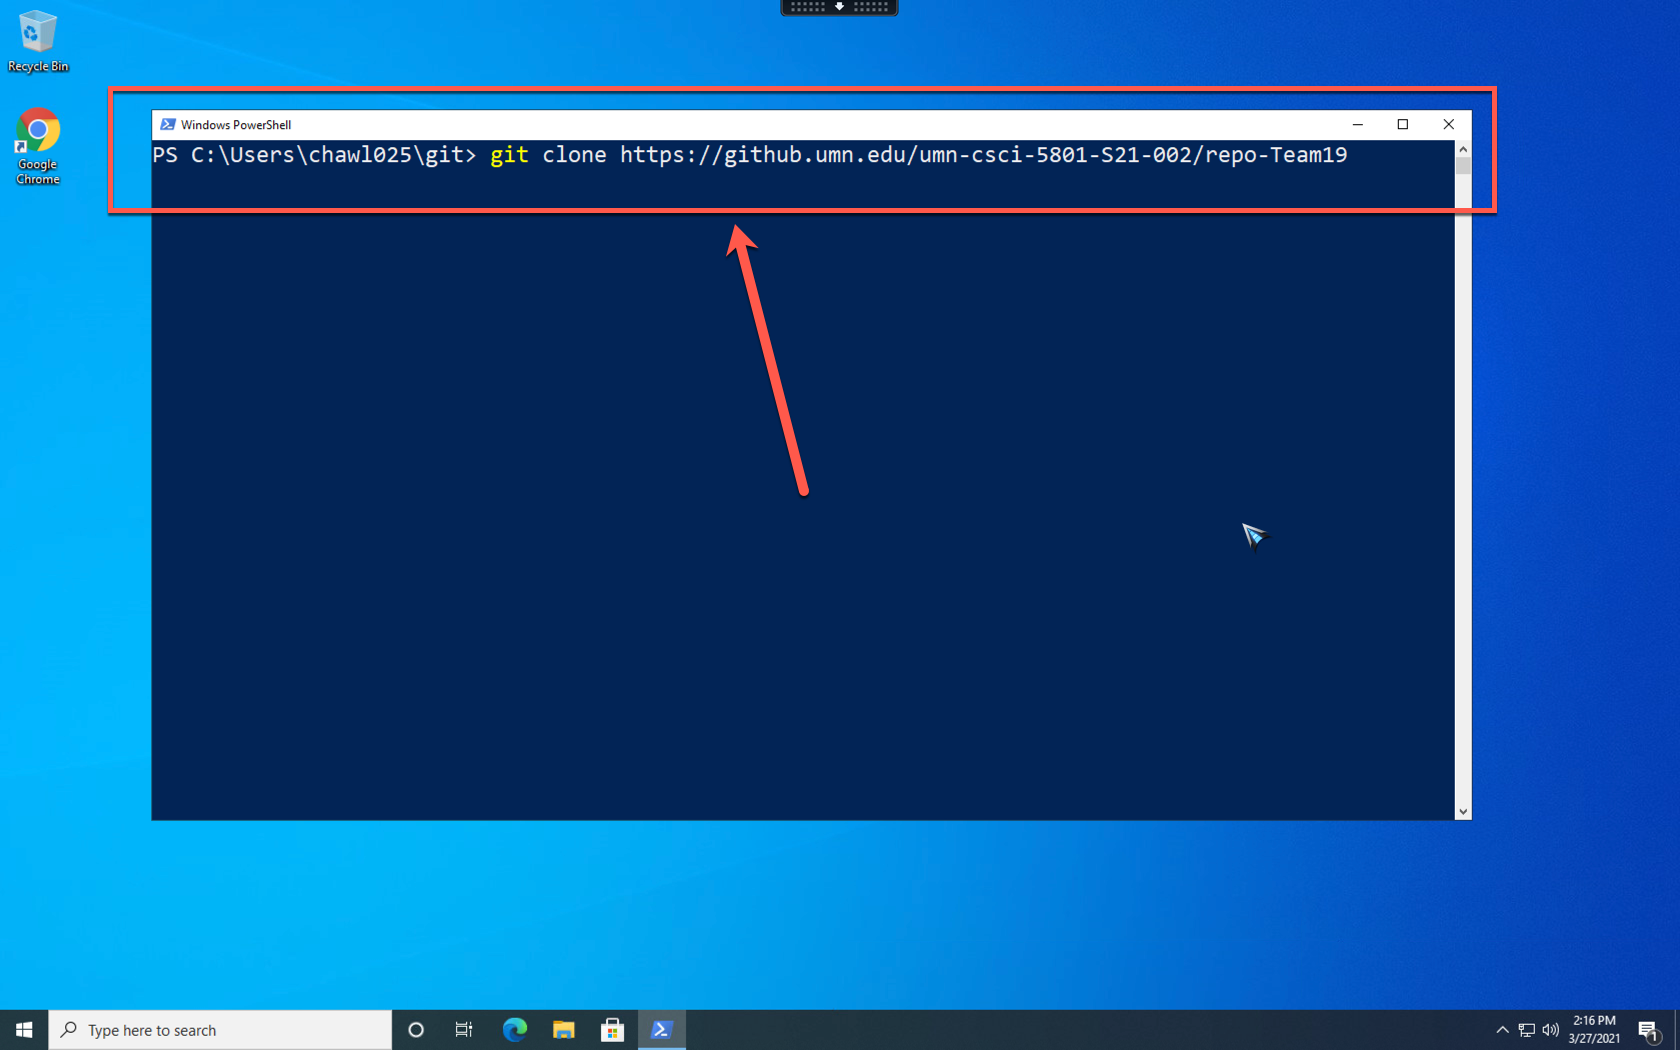 Recycle Bin
Google
Chrome
Windows PowerShell
PS C:\Users\chawl025\git> git clone https://github.umn.edu/umn-csci-5801-S21-002/repo-Team19
Type here to search
2:16 PM
3/27/2021
1